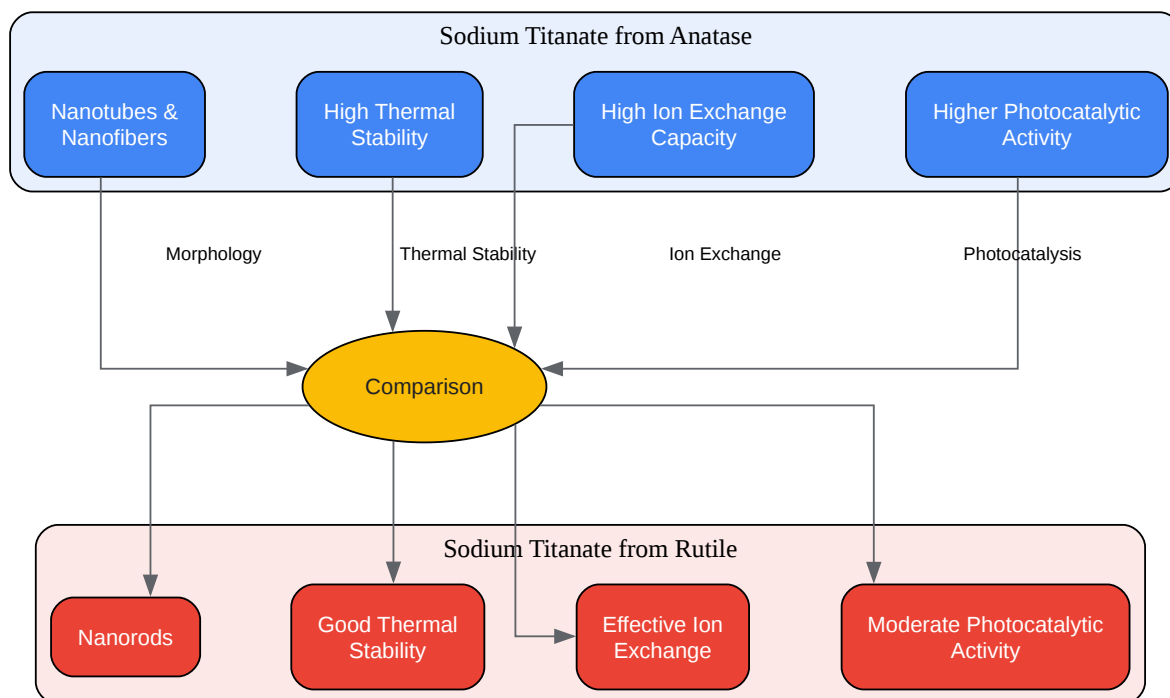 Sodium Titanate from Anatase
Nanotubes &
Nanofibers
High Thermal
Stability
High Ion Exchange
Capacity
Higher Photocatalytic
Activity
Morphology
Thermal Stability
Ion Exchange
Photocatalysis
Comparison
Sodium Titanate from Rutile
Nanorods
Good Thermal
Stability
Effective Ion
Exchange
Moderate Photocatalytic
Activity